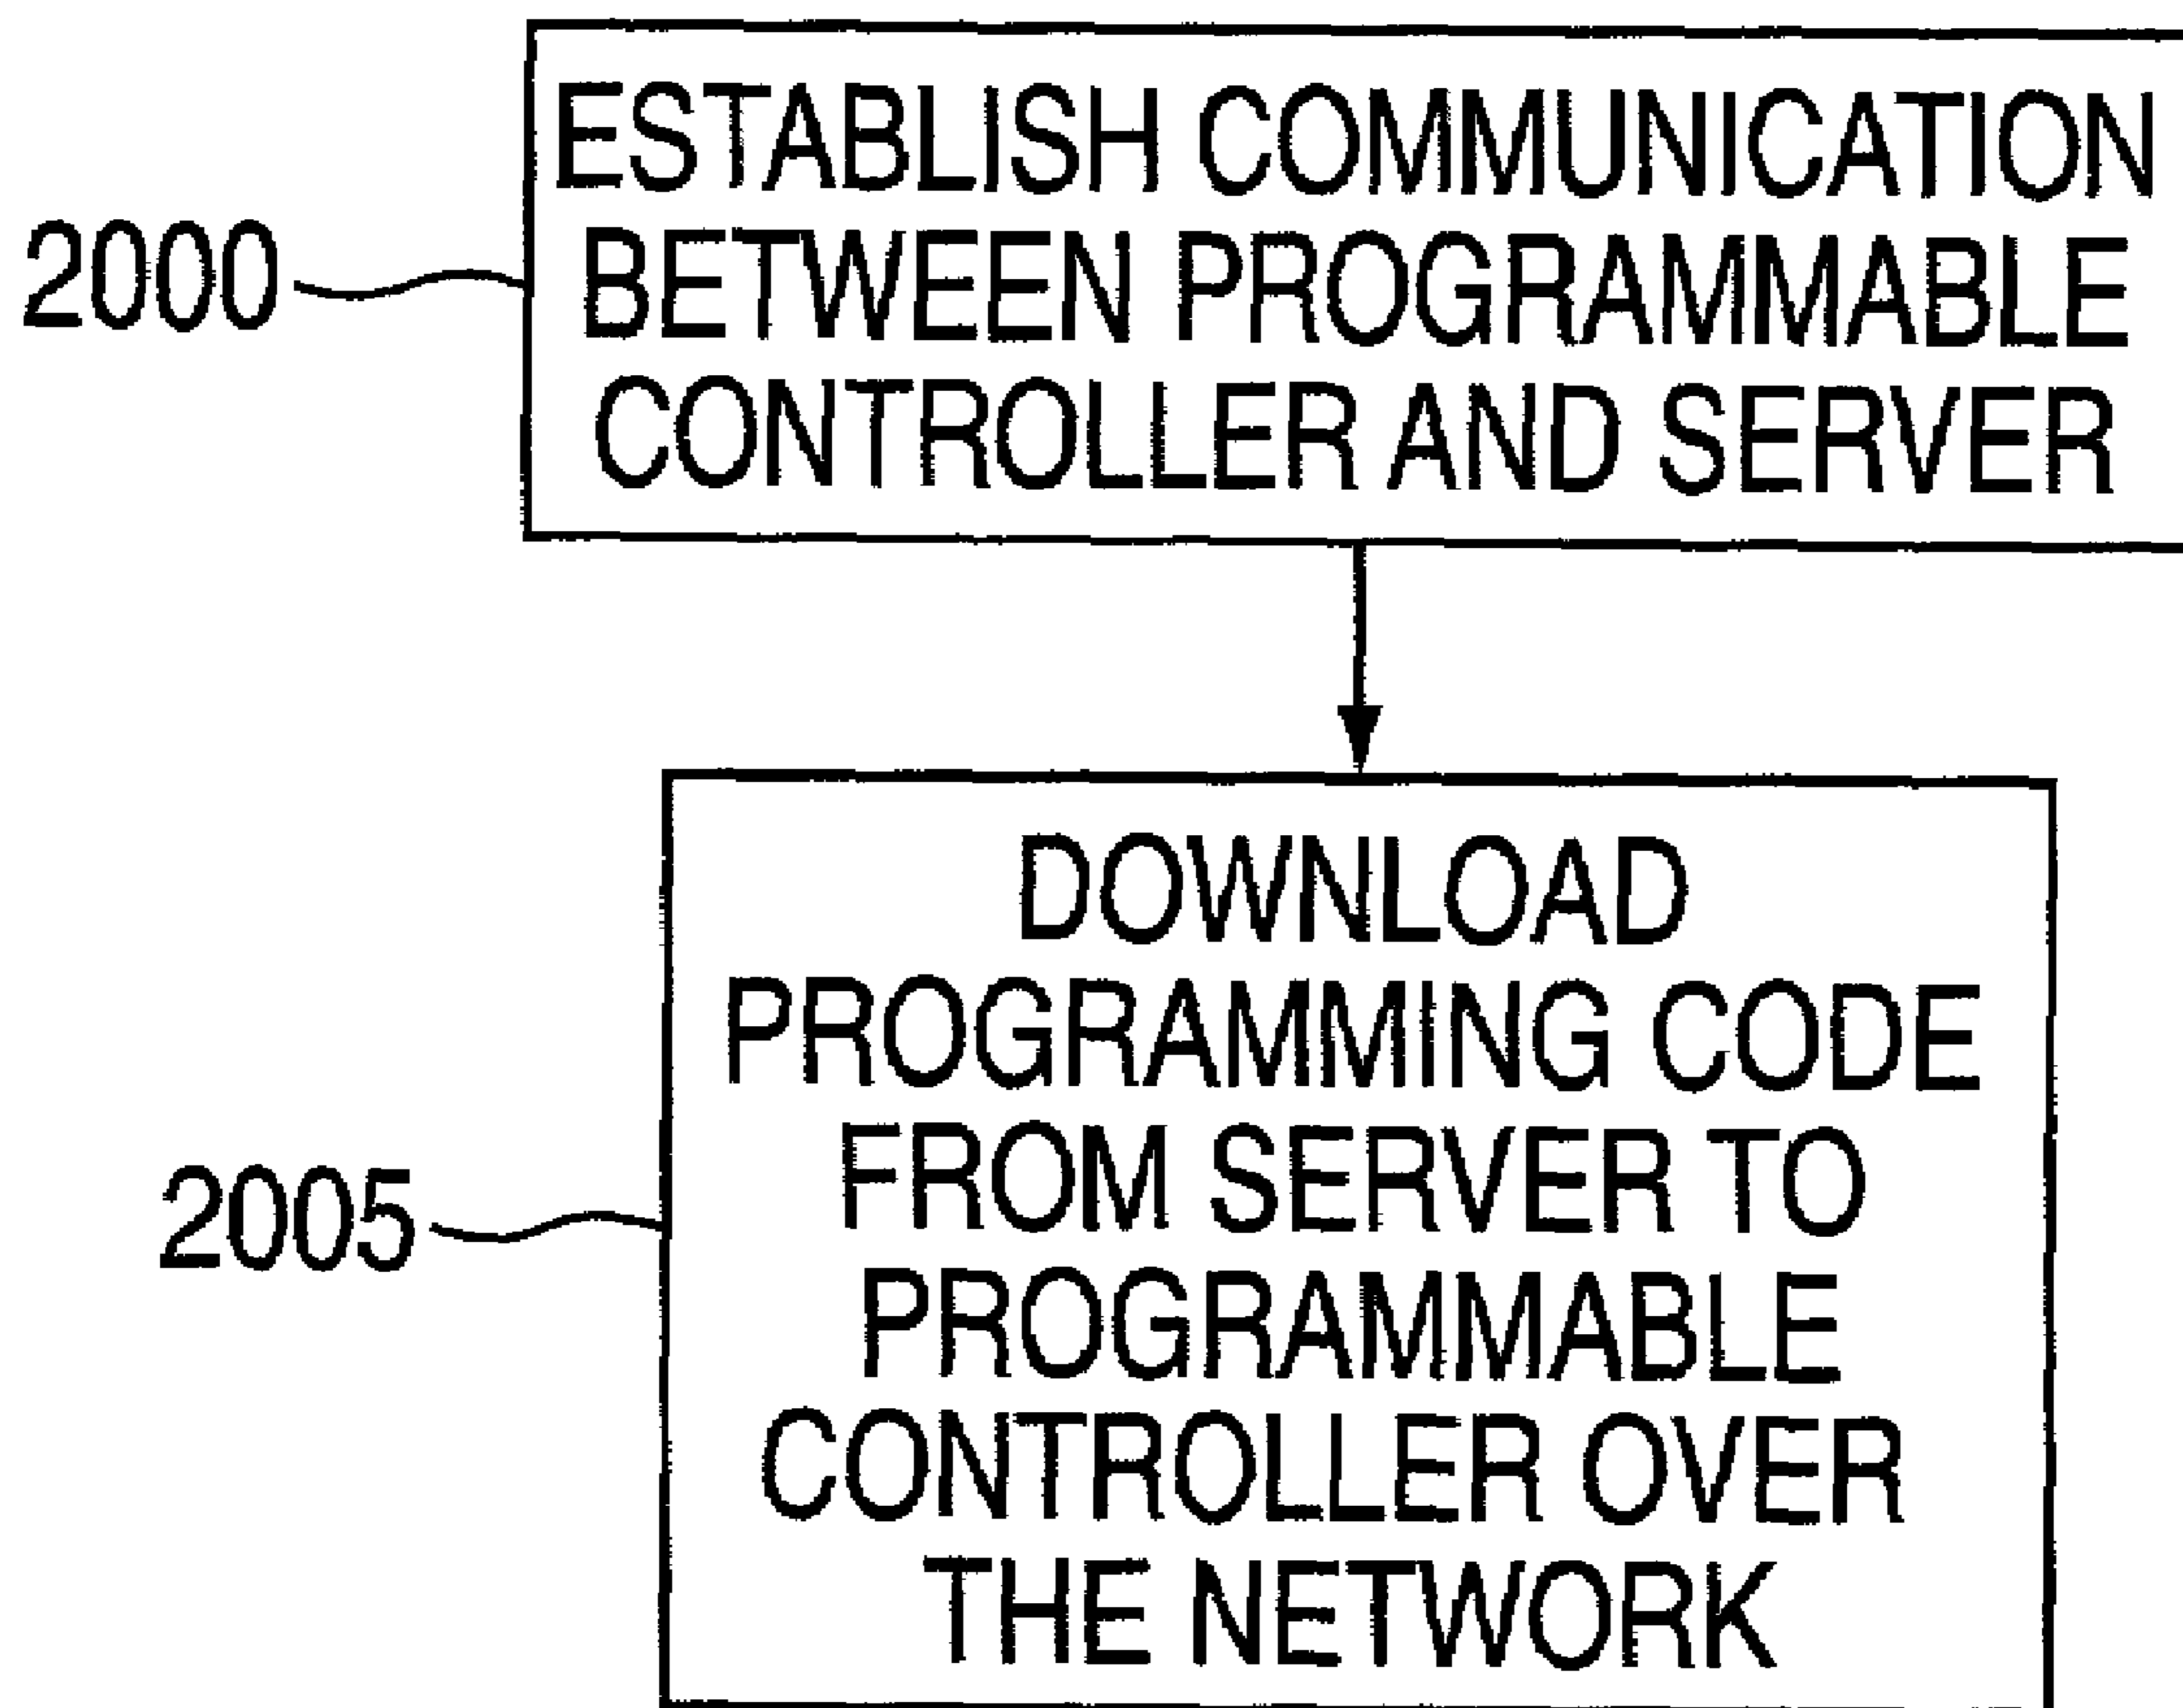 ESTABLISH COMMUNICATION
2000
BETWEEN PROGRAMMABLE
CONTROLLER AND SERVER
DOWNLOAD
PROGRAMMING CODE
FROM SERVER TO
2005
PROGRAMMABLE
CONTROLLER OVER
THE NETWORK